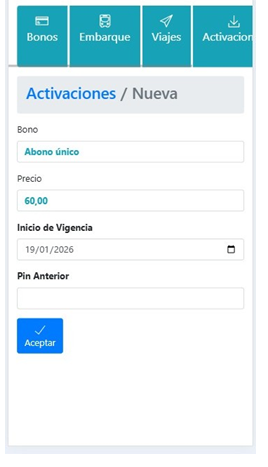 Bonos Embarque Viajes Activacion
Activaciones / Nueva
Bono
Abono único
Precio
60,00
Inicio de Vigencia
19/01/2026
Pin Anterior
Aceptar